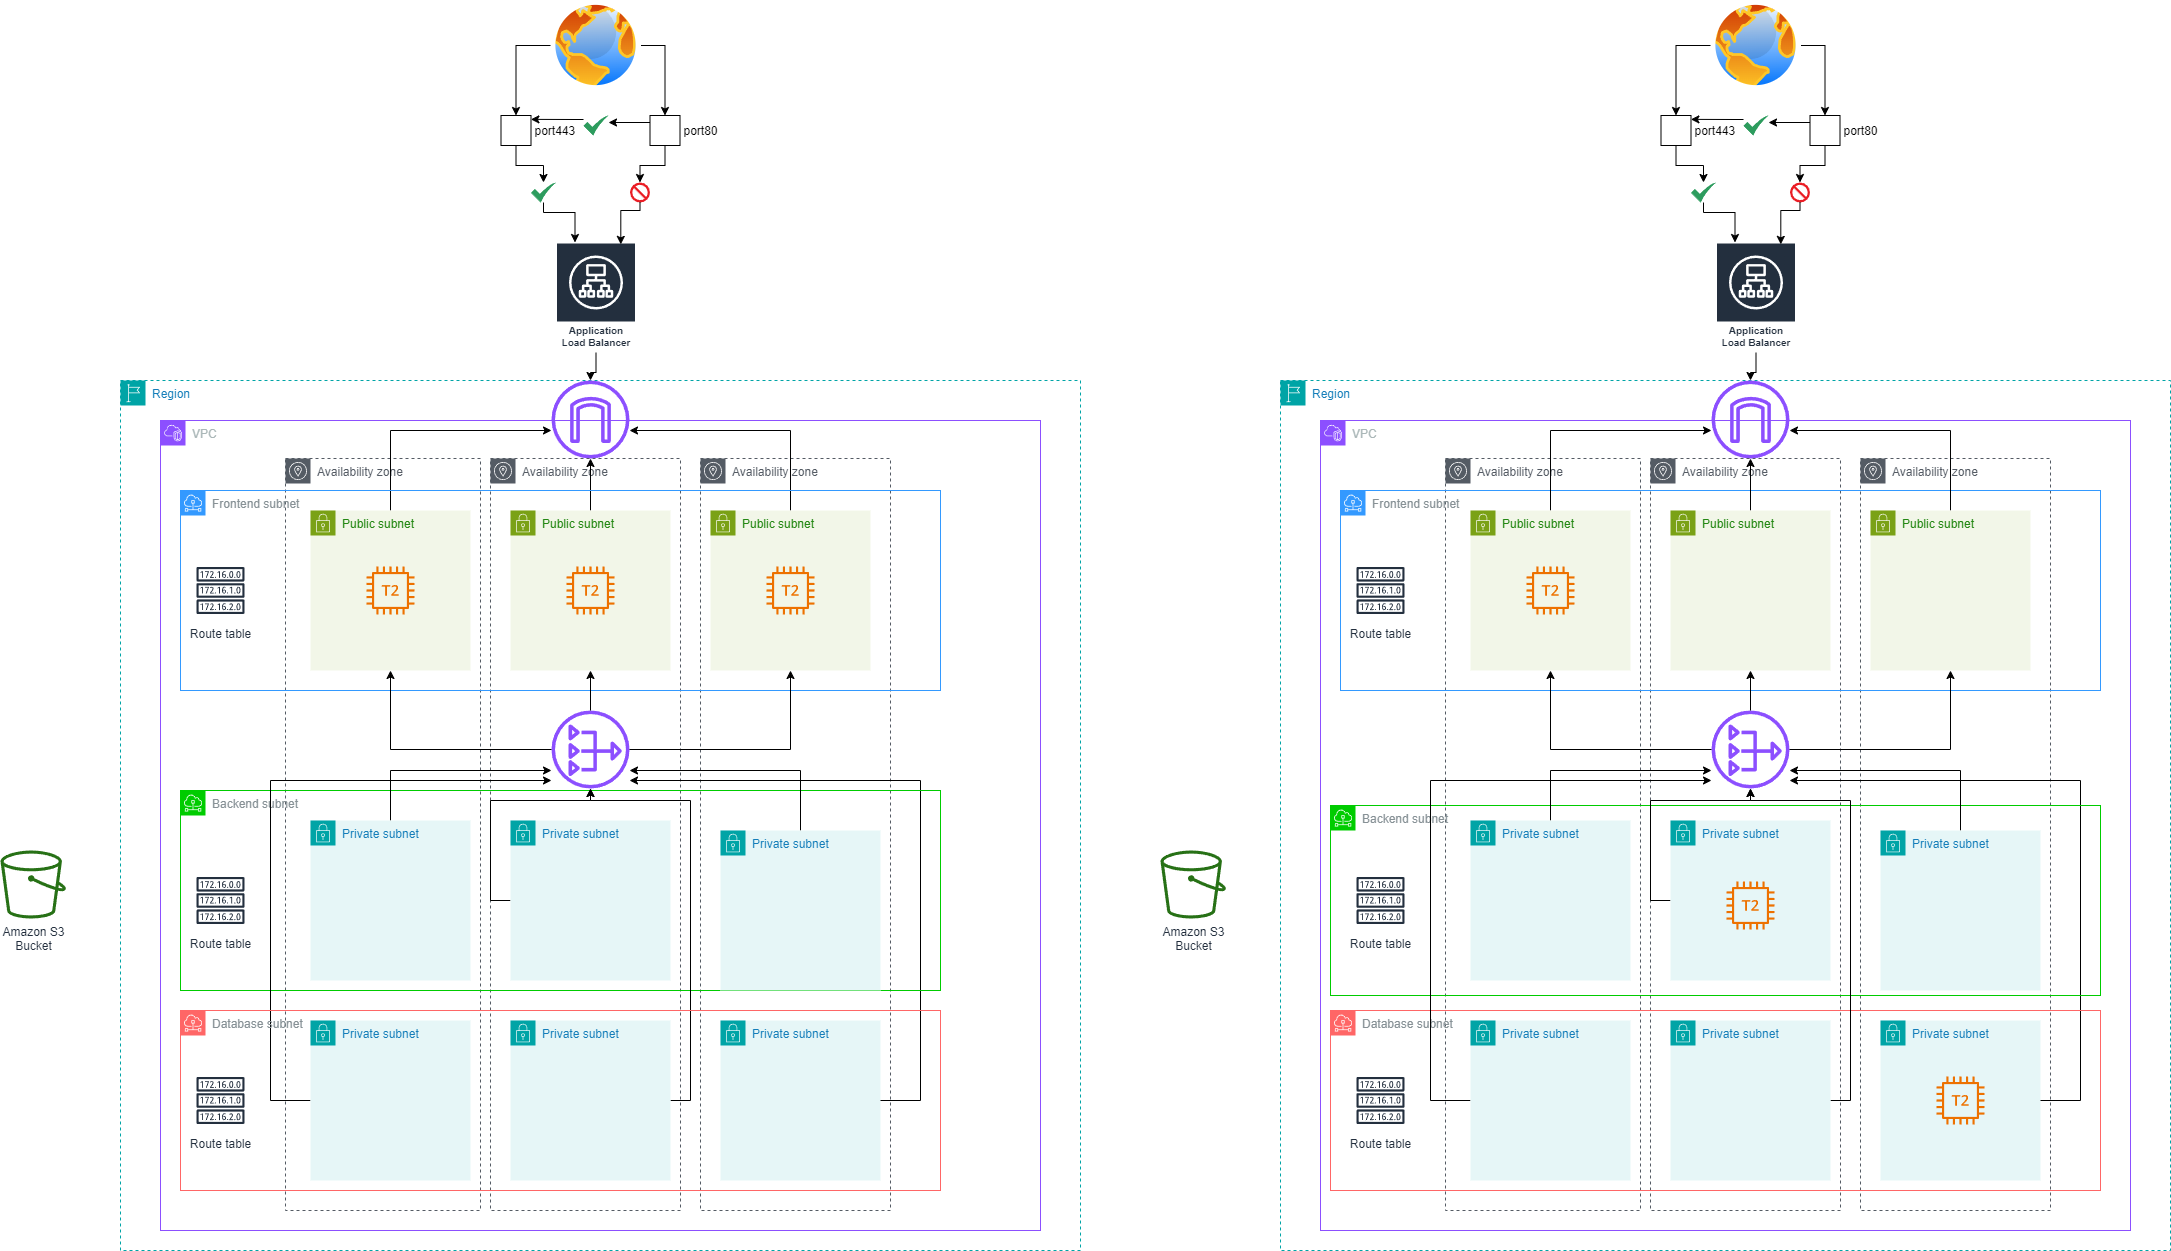 port443
port80
Application
Load Balancer
Region
VPC
Availability zone
Availability zone
Availability zone
Frontend subnet
Public subnet
Public subnet
Public subnet
T2
T2
T2
172.16.0.0
172.16.1.0
172.16.2.0
Route table
Backend subnet
Private subnet
Private subnet
Private subnet
172.16.0.0
172.16.1.0
172.16.2.0
Route table
Amazon S3
Bucket
Database subnet
Private subnet
Private subnet
Private subnet
172.16.0.0
172.16.1.0
172.16.2.0
Route table
port443
port80
Application
Load Balancer
Region
VPC
Availability zone
Availability zone
Availability zone
Frontend subnet
Public subnet
Public subnet
Public subnet
T2
172.16.0.0
172.16.1.0
172.16.2.0
Route table
Backend subnet
Private subnet
Private subnet
Private subnet
T2
172.16.0.0
172.16.1.0
172.16.2.0
Route table
Amazon S3
Bucket
Database subnet
Private subnet
Private subnet
Private subnet
T2
172.16.0.0
172.16.1.0
172.16.2.0
Route table